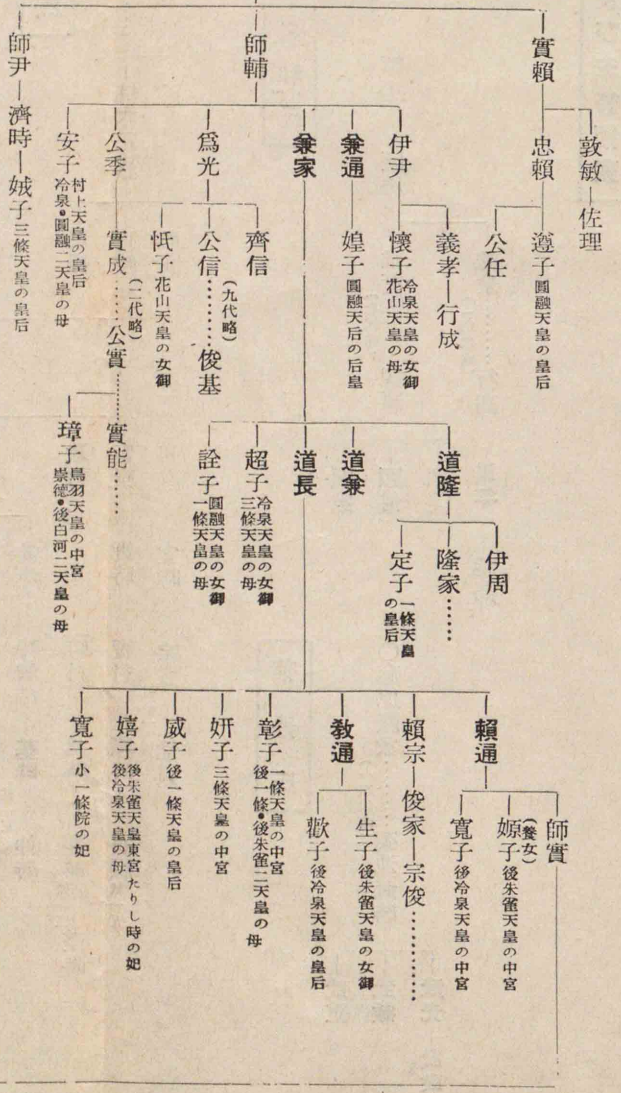 實賴
敦敏—佐理
忠賴
遵子 圓融天皇の皇后
公任
師輔
伊尹
義孝—行成
懷子 冷泉天皇の女御
花山天皇の母
兼通
媓子 圓融天后の后皇
兼家
道隆
伊周
隆家……
定子 一條天皇
の皇后
道兼
道長
超子 冷泉天皇の女御
三條天皇の母
詮子 圓融天皇の女御
一條天皇の母
賴通
師實
(養女)
嫄子 後朱雀天皇の中宮
寬子 後冷泉天皇の中宮
賴宗—俊家—宗俊…………
敎通
生子 後朱雀天皇の女御
歡子 後冷泉天皇の皇后
彰子 一條天皇の中宮
後一條・後朱雀二天皇の母
妍子 三條天皇の中宮
威子 後一條天皇の皇后
嬉子 後朱雀天皇東宮たりし時の妃
後冷泉天皇の母
寬子 小一條院の妃
爲光
齊信
公信………俊基
(九代略)
忯子 花山天皇の女御
公季
實成……公實………實能……
(二代略)
璋子 鳥羽天皇の中宮
崇德・後白河二天皇の母
安子 村上天皇の皇后
冷泉・圓融二天皇の母
師尹—濟時—娍子 三條天皇の皇后